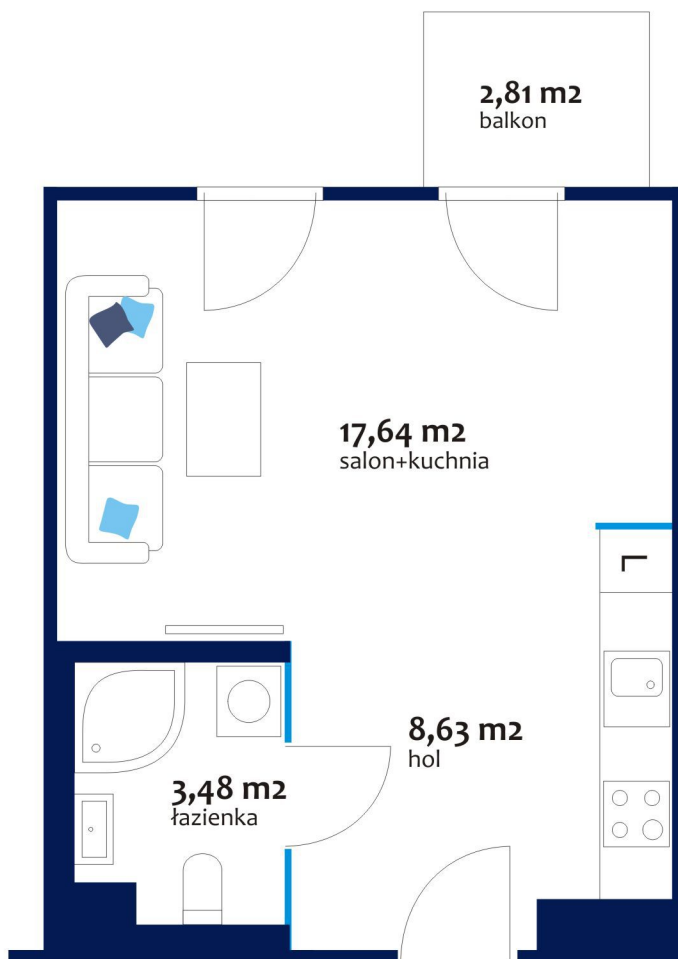 2,81 m2
balkon
17,64 m2
salon+kuchnia
L
8,63 m2
hol
3,48 m2
łazienka